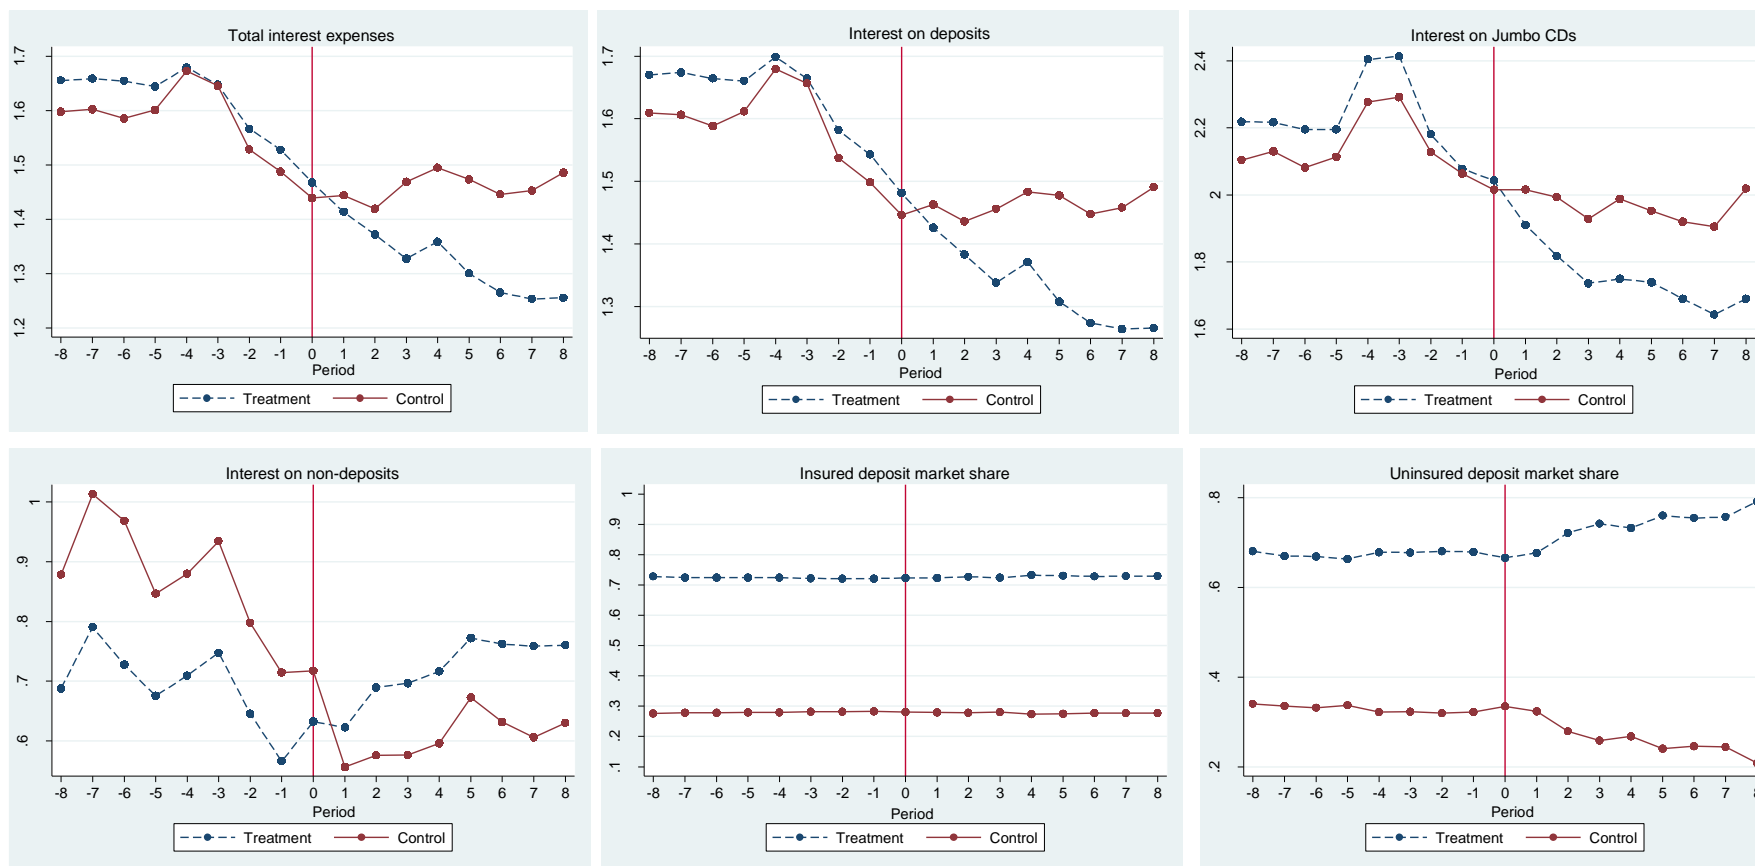 Total interest expenses
1.7
1.6
1.5
1.4
1.3
1.2
-8 -7 -6 -5 -4 -3 -2 -1 0 1 2 3 4 5 6 7 8
Period
Treatment Control
Interest on deposits
1.7
1.6
1.5
1.4
1.3
-8 -7 -6 -5 -4 -3 -2 -1 0 1 2 3 4 5 6 7 8
Period
Treatment Control
Interest on Jumbo CDs
2.4
2.2
2
1.8
1.6
-8 -7 -6 -5 -4 -3 -2 -1 0 1 2 3 4 5 6 7 8
Period
Treatment Control
Interest on non-deposits
1
.9
.8
.7
.6
-8 -7 -6 -5 -4 -3 -2 -1 0 1 2 3 4 5 6 7 8
Period
Treatment Control
Insured deposit market share
1
.9
.8
.7
.6
.5
.4
.3
.2
.1
-8 -7 -6 -5 -4 -3 -2 -1 0 1 2 3 4 5 6 7 8
Period
Treatment Control
Uninsured deposit market share
.8
.6
.4
.2
-8 -7 -6 -5 -4 -3 -2 -1 0 1 2 3 4 5 6 7 8
Period
Treatment Control